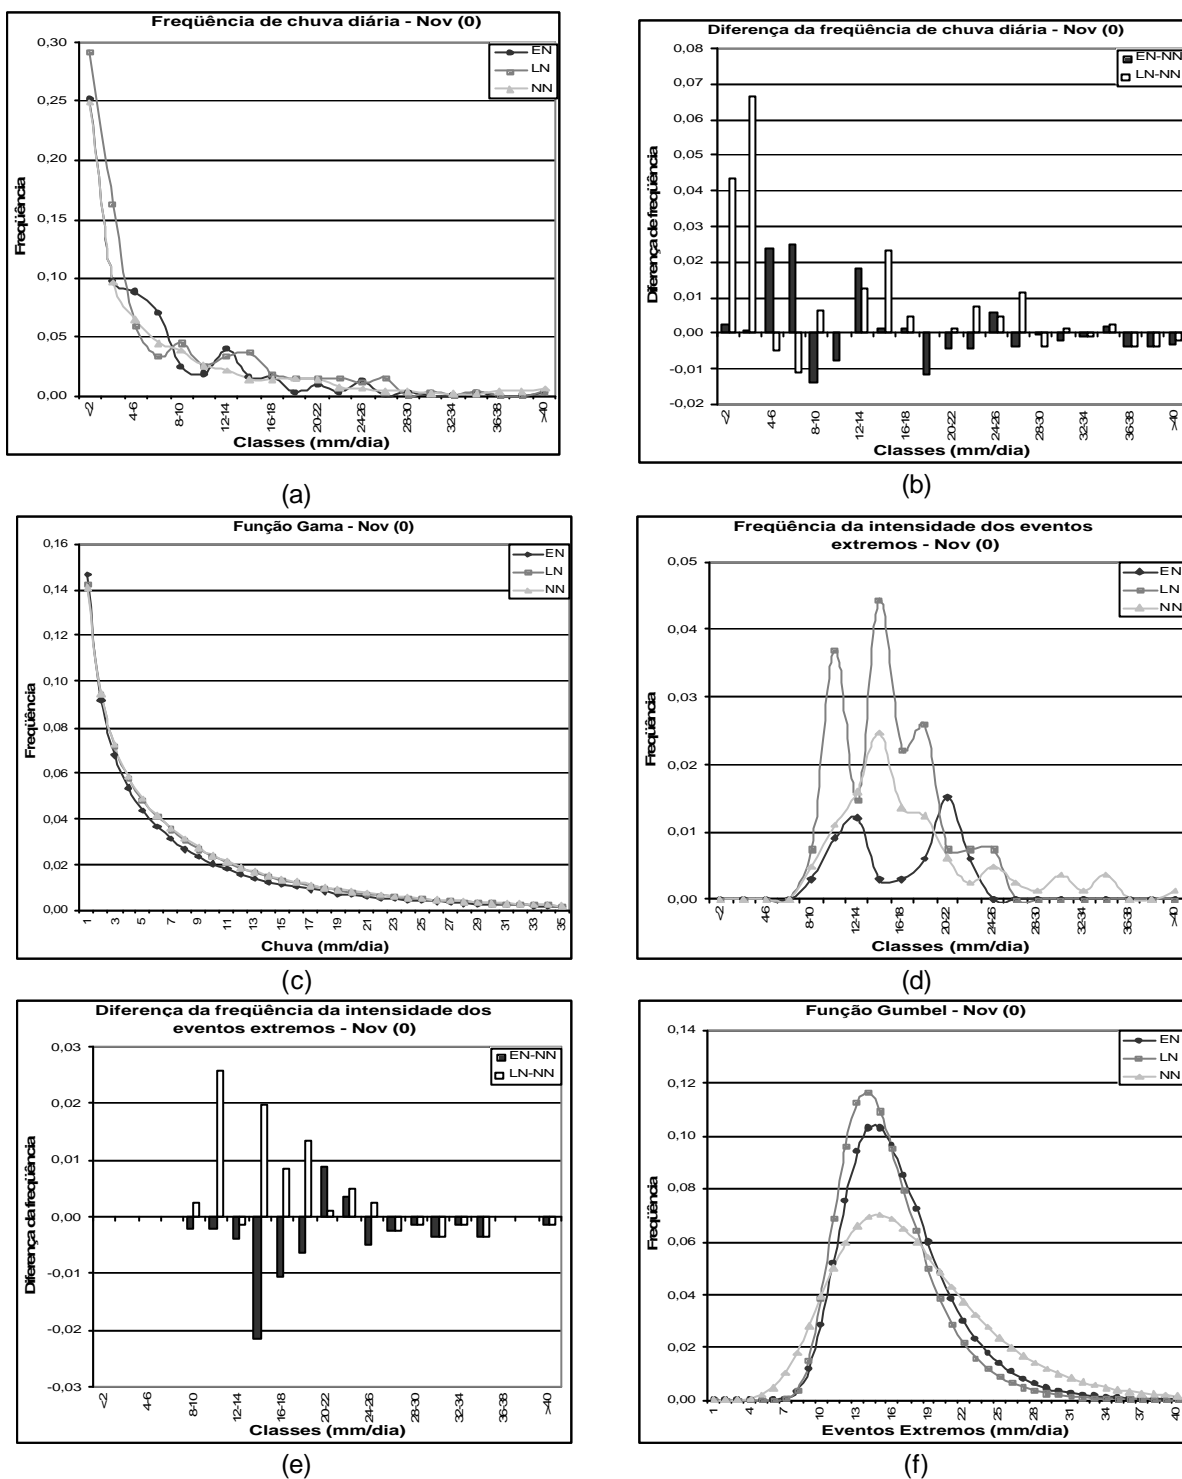 Freqüência de chuva diária - Nov (0)
0,30
0,25
0,20
0,15
0,10
0,05
0,00
Freqüência
EN
LN
NN
<2
4-6
8-10
12-14
16-18
20-22
24-26
28-30
32-34
36-38
>40
Classes (mm/dia)
(a)
Diferença da freqüência de chuva diária - Nov (0)
0,08
0,07
0,06
0,05
0,04
0,03
0,02
0,01
0,00
-0,01
-0,02
Diferença de freqüência
EN-NN
LN-NN
<2
4-6
8-10
12-14
16-18
20-22
24-26
28-30
32-34
36-38
>40
Classes (mm/dia)
(b)
Função Gama - Nov (0)
0,16
0,14
0,12
0,10
0,08
0,06
0,04
0,02
0,00
Freqüência
EN
LN
NN
1
3
5
7
9
11
13
15
17
19
21
23
25
27
29
31
33
35
Chuva (mm/dia)
(c)
Freqüência da intensidade dos eventos
extremos - Nov (0)
0,05
0,04
0,03
0,02
0,01
0,00
Freqüência
EN
LN
NN
<2
4-6
8-10
12-14
16-18
20-22
24-26
28-30
32-34
36-38
>40
Classes (mm/dia)
(d)
Diferença da freqüência da intensidade dos
eventos extremos - Nov (0)
0,03
0,02
0,01
0,00
-0,01
-0,02
-0,03
Diferença da freqüência
EN-NN
LN-NN
<2
4-6
8-10
12-14
16-18
20-22
24-26
28-30
32-34
36-38
>40
Classes (mm/dia)
(e)
Função Gumbel - Nov (0)
0,14
0,12
0,10
0,08
0,06
0,04
0,02
0,00
Freqüência
EN
LN
NN
1
4
7
10
13
16
19
22
25
28
31
34
37
40
Eventos Extremos (mm/dia)
(f)